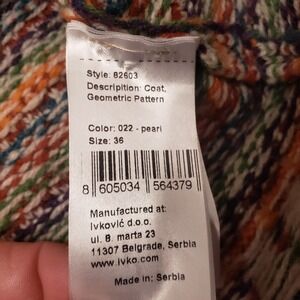 Style: 82603
Description: Coat,
Geometric Pattern
Color: 022 - pearl
Size: 36
8 605034 564379
Manufactured at:
Ivković d.o.o.
ul. B. marta 23
11307 Belgrade, Serbia
www.ivko.com
Made in: Serbia